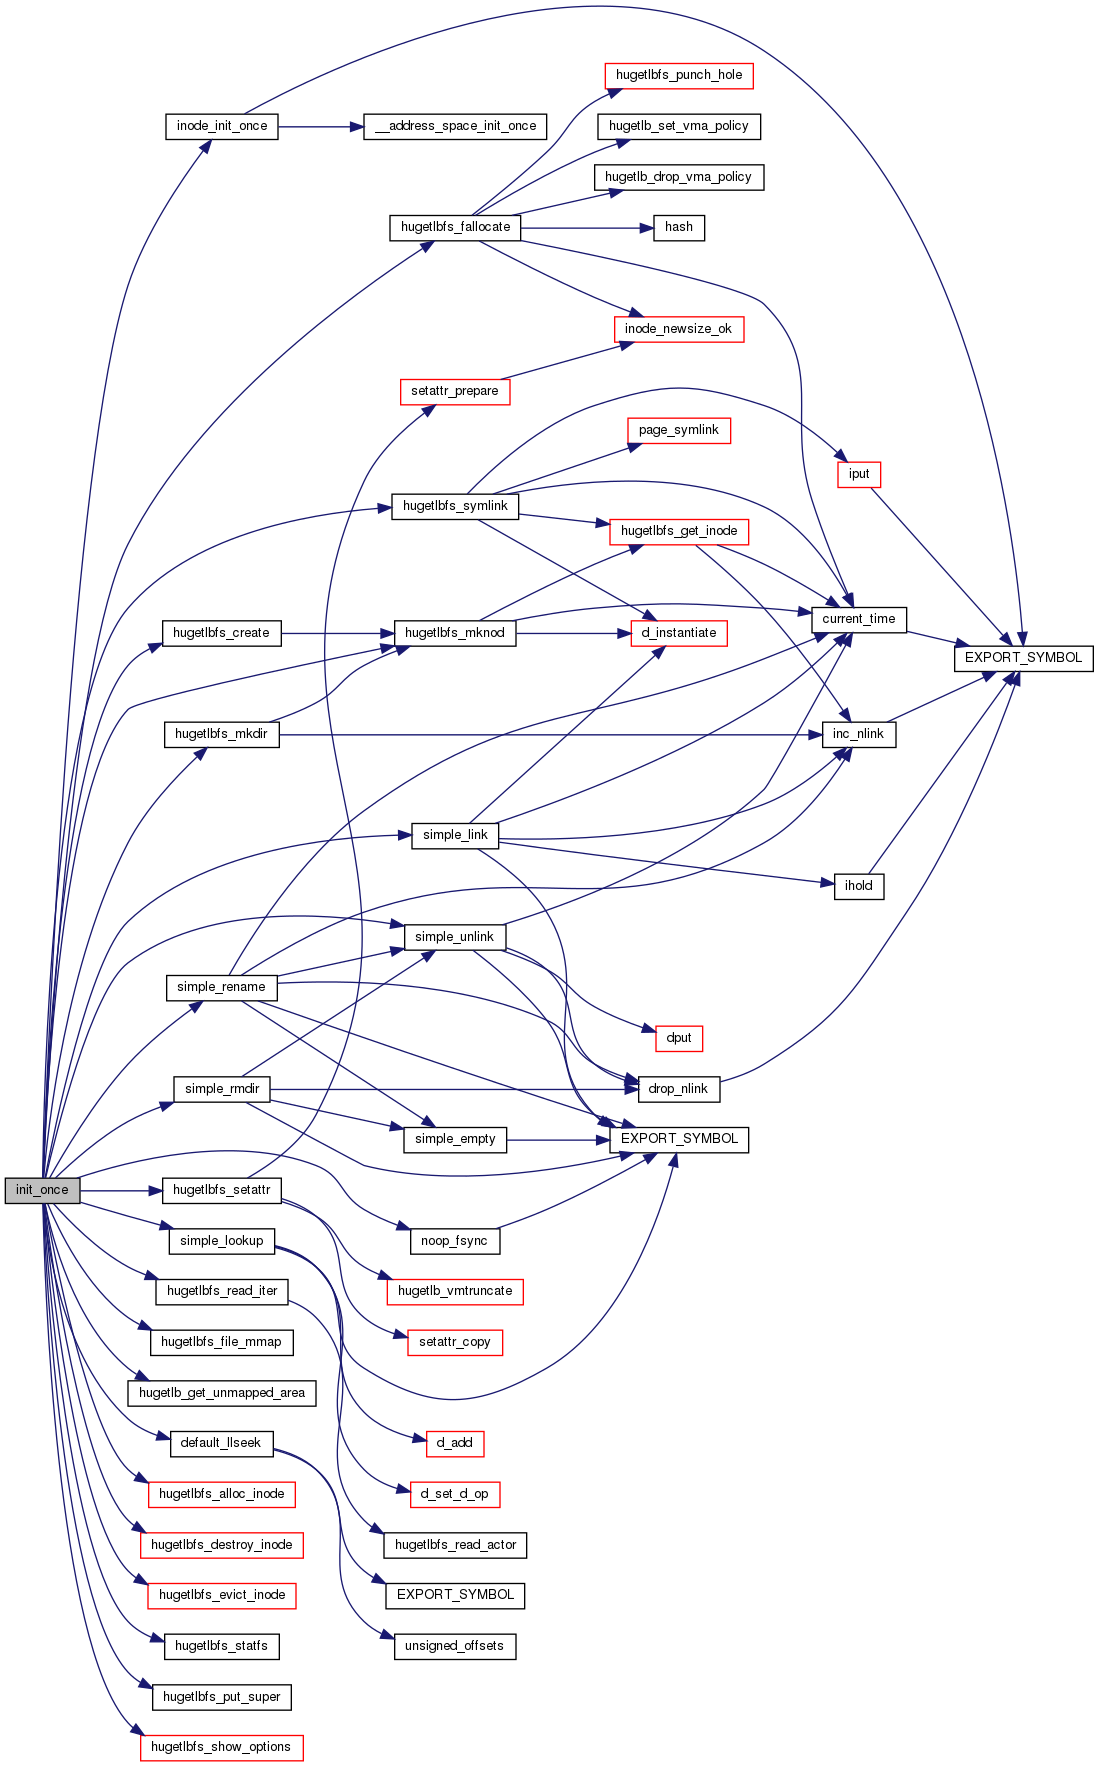 hugetlbfs_punch_hole
inode_init_once
__address_space_init_once
hugetlb_set_vma_policy
hugetlb_drop_vma_policy
hugetlbfs_fallocate
hash
inode_newsize_ok
setattr_prepare
page_symlink
iput
hugetlbfs_symlink
hugetlbfs_get_inode
current_time
hugetlbfs_create
hugetlbfs_mknod
d_instantiate
EXPORT_SYMBOL
hugetlbfs_mkdir
inc_nlink
simple_link
ihold
simple_unlink
simple_rename
dput
simple_rmdir
drop_nlink
simple_empty
EXPORT_SYMBOL
init_once
hugetlbfs_setattr
simple_lookup
noop_fsync
hugetlbfs_read_iter
hugetlb_vmtruncate
hugetlbfs_file_mmap
setattr_copy
hugetlb_get_unmapped_area
default_llseek
d_add
hugetlbfs_alloc_inode
d_set_d_op
hugetlbfs_destroy_inode
hugetlbfs_read_actor
hugetlbfs_evict_inode
EXPORT_SYMBOL
hugetlbfs_statfs
unsigned_offsets
hugetlbfs_put_super
hugetlbfs_show_options